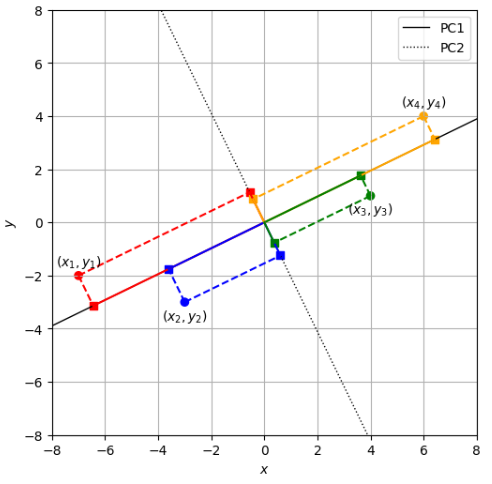 8
6
4
2
0
−2
−4
−6
−8
y
−8 −6 −4 −2 0 2 4 6 8
x
PC1
PC2
(x₄, y₄)
(x₃, y₃)
(x₁, y₁)
(x₂, y₂)